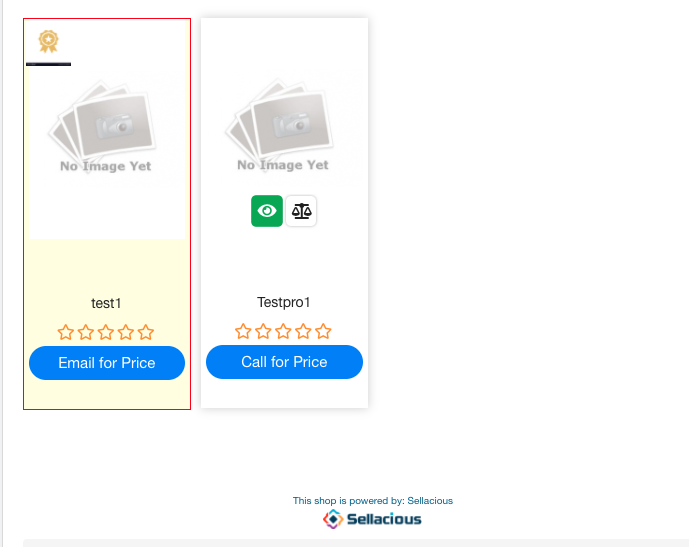 No Image Yet
No Image Yet
test1
Testpro1
Email for Price
Call for Price
This shop is powered by: Sellacious
Sellacious